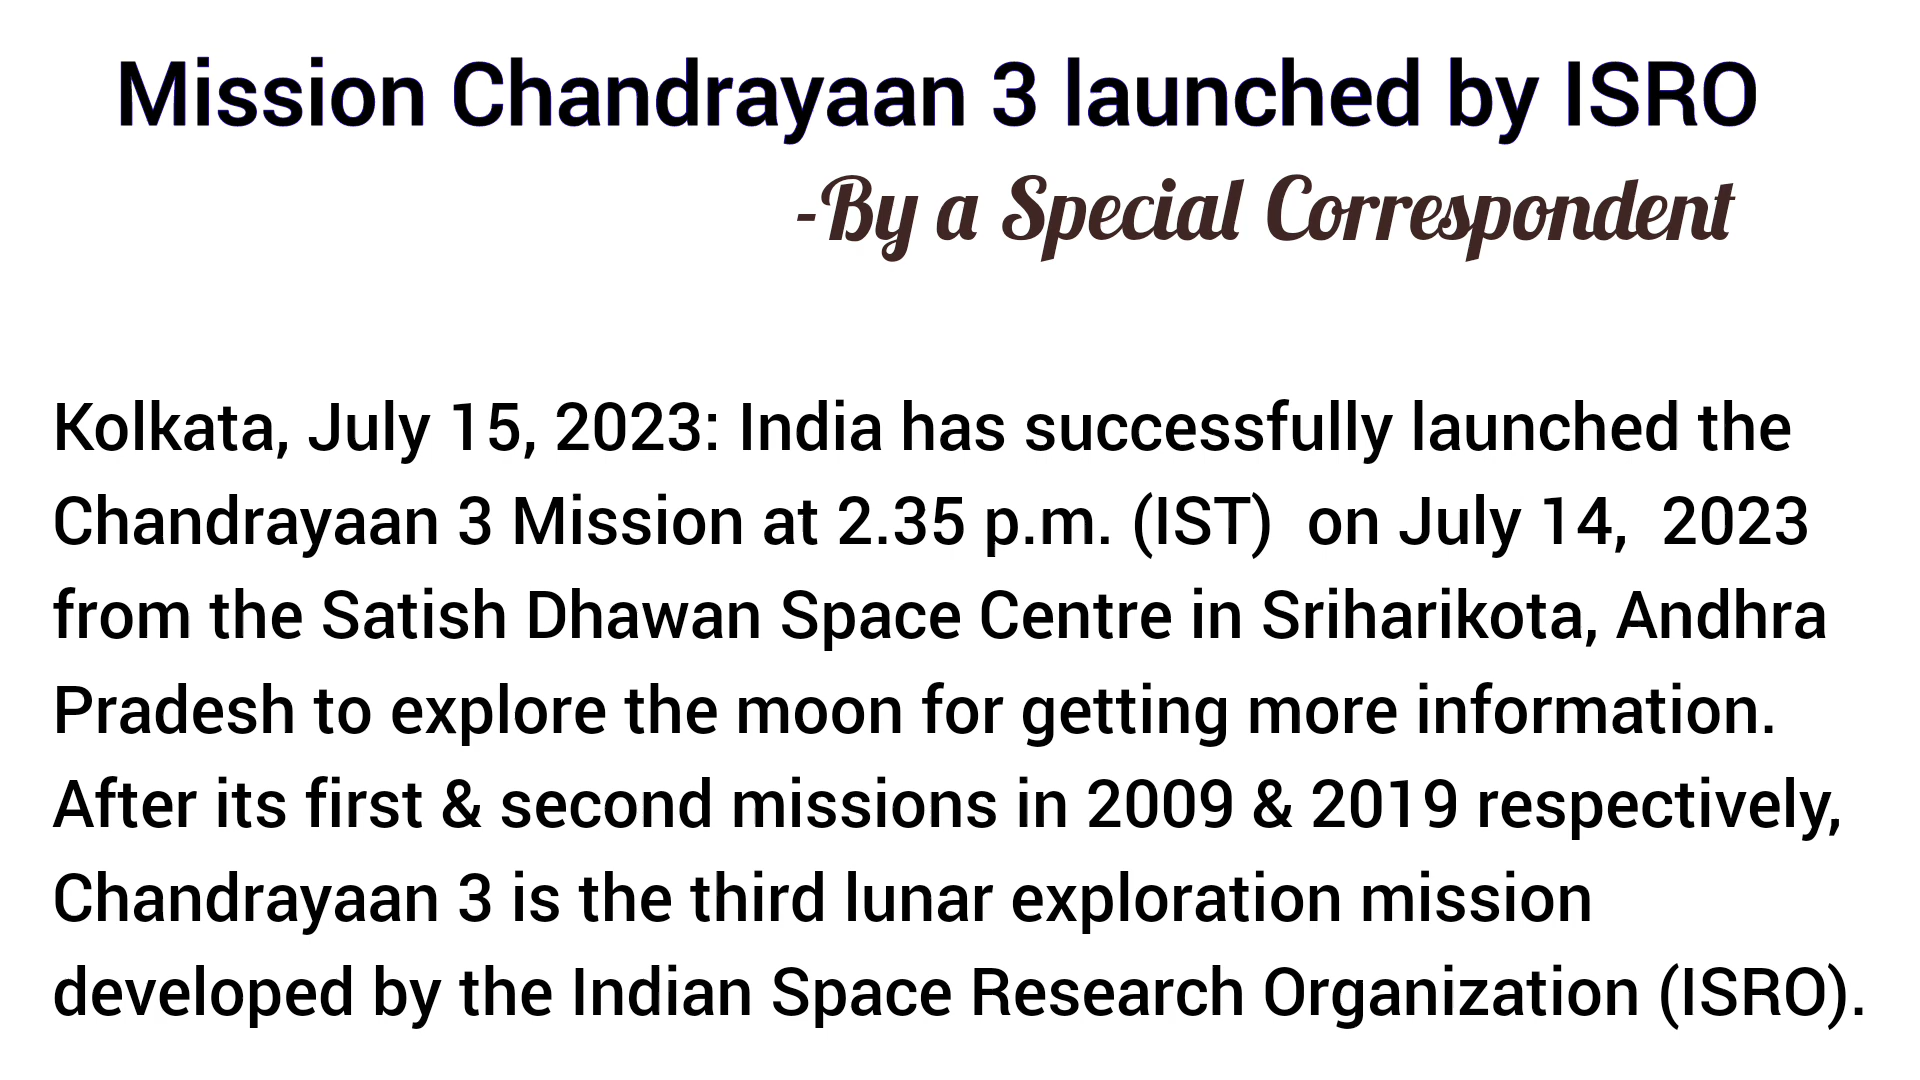 Mission Chandrayaan 3 launched by ISRO
-By a Special Correspondent
Kolkata, July 15, 2023: India has successfully launched the
Chandrayaan 3 Mission at 2.35 p.m. (IST)  on July 14,  2023
from the Satish Dhawan Space Centre in Sriharikota, Andhra
Pradesh to explore the moon for getting more information.
After its first & second missions in 2009 & 2019 respectively,
Chandrayaan 3 is the third lunar exploration mission
developed by the Indian Space Research Organization (ISRO).